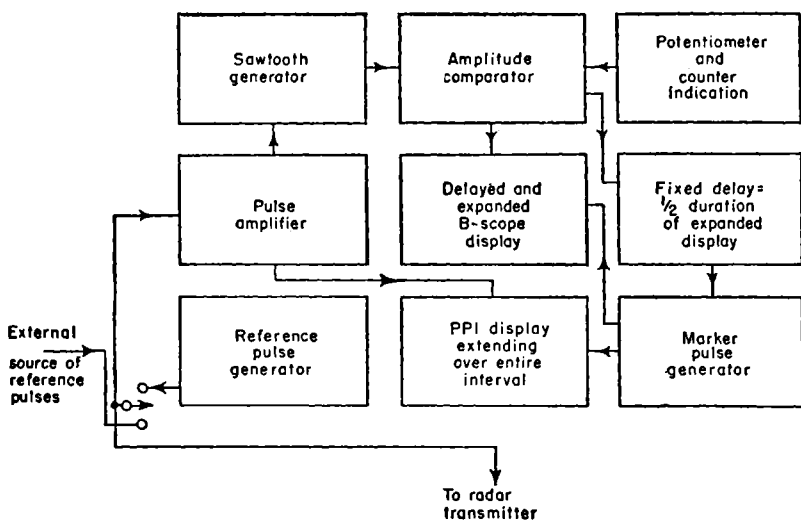 Sawtooth
generator
Amplitude
comparator
Potentiometer
and
counter
Indication
Pulse
amplifier
Delayed and
expanded
B-scope
display
Fixed delay=
1/2 duration
of expanded
display
External
source of
reference
pulses
Reference
pulse
generator
PPI display
extending
over entire
interval
Marker
pulse
generator
To radar
transmitter